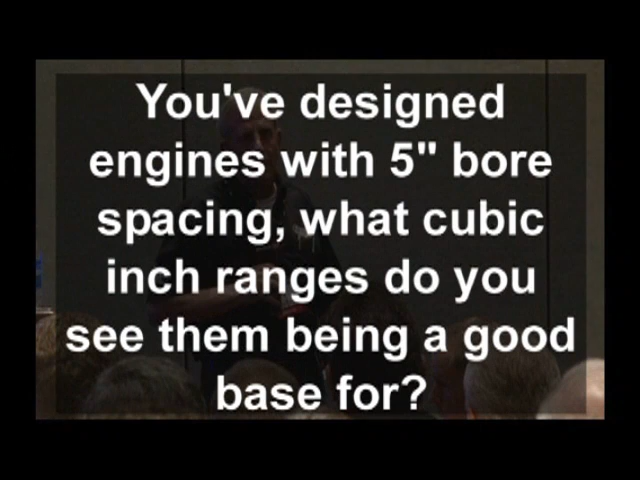 You've designed
engines with 5" bore
spacing, what cubic
inch ranges do you
see them being a good
base for?